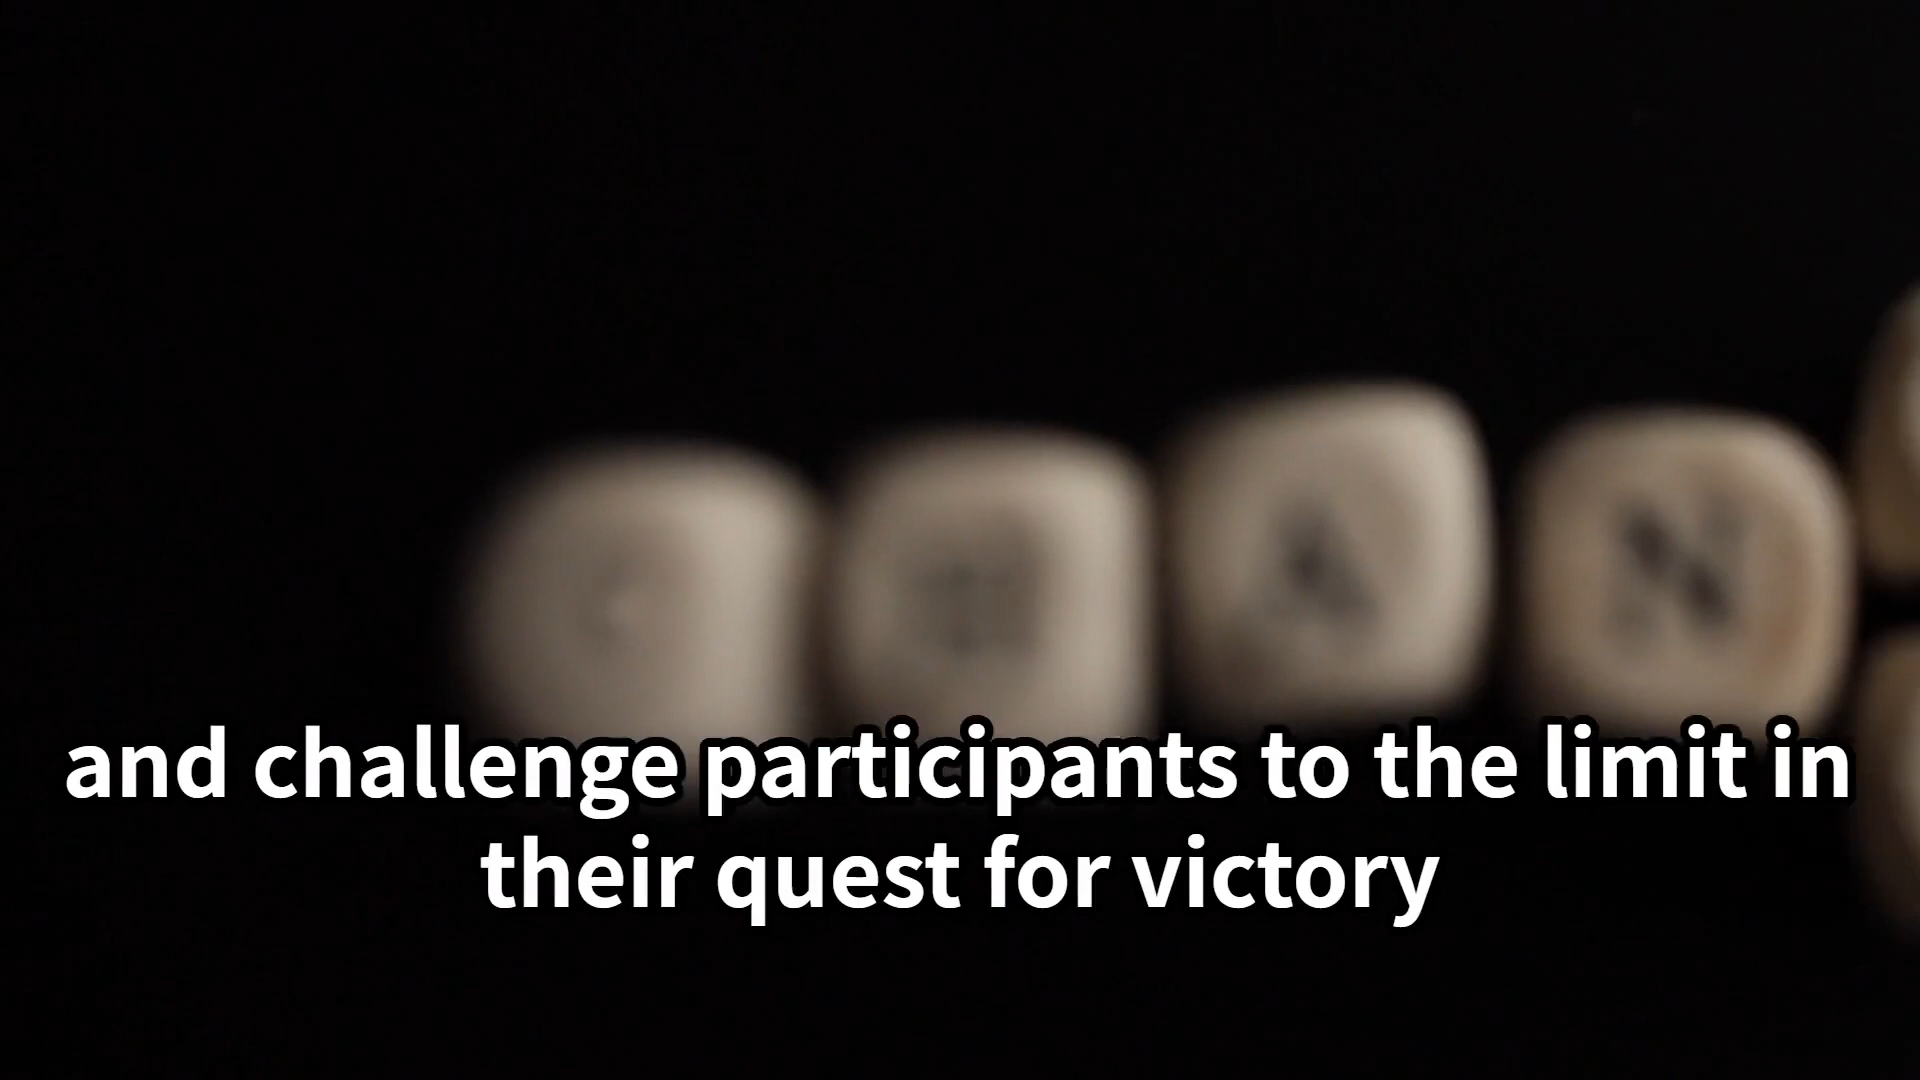 and challenge participants to the limit in
their quest for victory